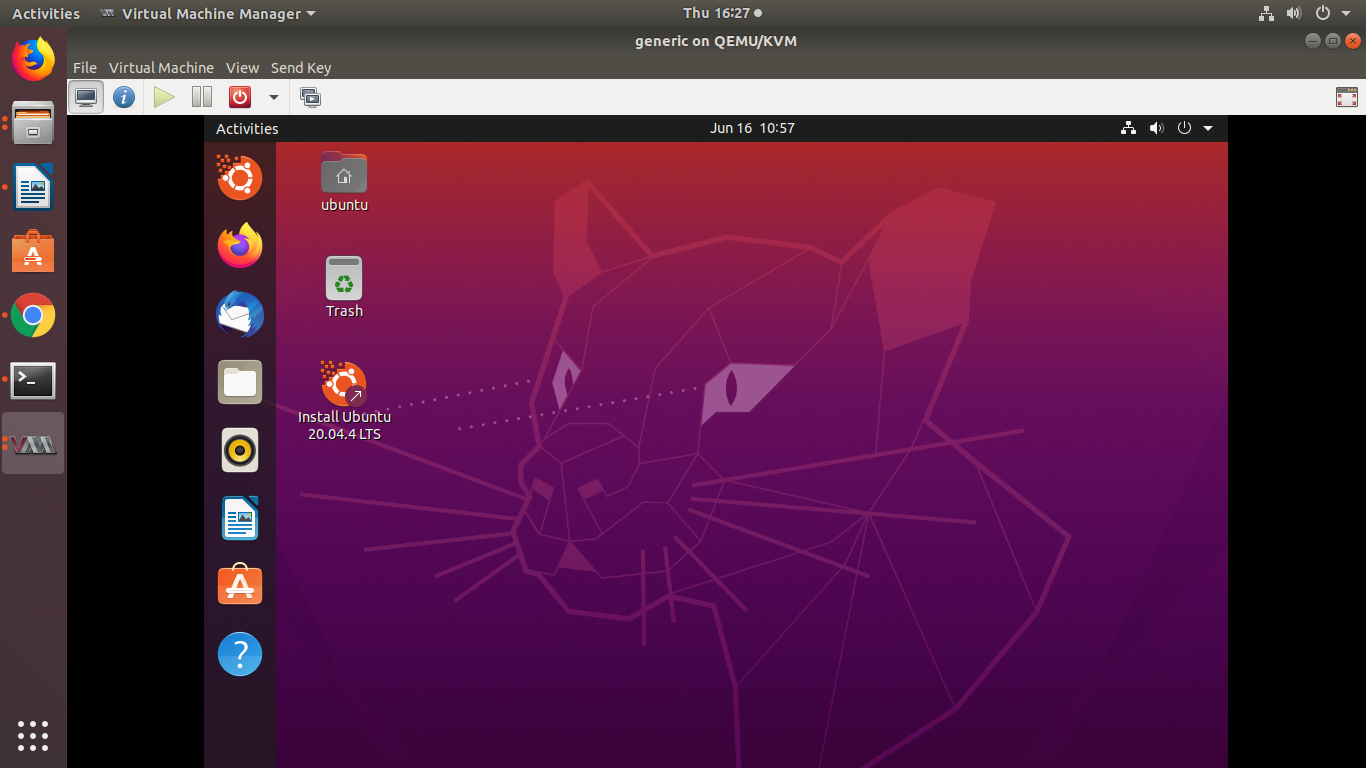 Activities Virtual Machine Manager Thu 16:27
generic on QEMU/KVM
File Virtual Machine View Send Key
Activities Jun 16 10:57
ubuntu
Trash
Install Ubuntu
20.04.4 LTS